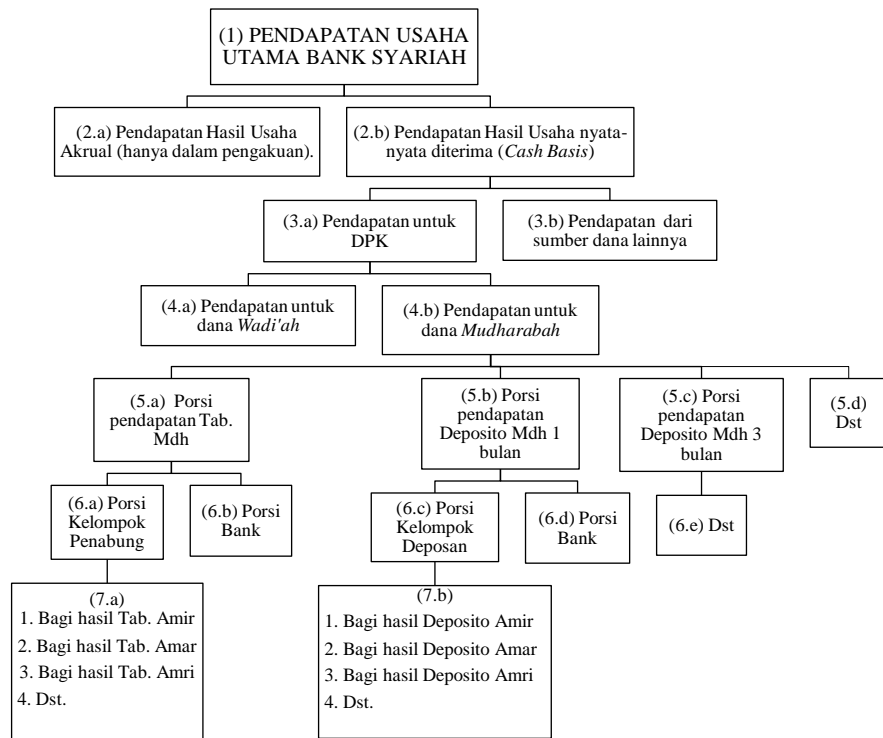 (1) PENDAPATAN USAHA
UTAMA BANK SYARIAH
(2.a) Pendapatan Hasil Usaha
Akrual (hanya dalam pengakuan).
(2.b) Pendapatan Hasil Usaha nyata-
nyata diterima (Cash Basis)
(3.a) Pendapatan untuk
DPK
(3.b) Pendapatan dari
sumber dana lainnya
(4.a) Pendapatan untuk
dana Wadi'ah
(4.b) Pendapatan untuk
dana Mudharabah
(5.a) Porsi
pendapatan Tab.
Mdh
(5.b) Porsi
pendapatan
Deposito Mdh 1
bulan
(5.c) Porsi
pendapatan
Deposito Mdh 3
bulan
(5.d)
Dst
(6.a) Porsi
Kelompok
Penabung
(6.b) Porsi
Bank
(6.c) Porsi
Kelompok
Deposan
(6.d) Porsi
Bank
(6.e) Dst
(7.a)
1. Bagi hasil Tab. Amir
2. Bagi hasil Tab. Amar
3. Bagi hasil Tab. Amri
4. Dst.
(7.b)
1. Bagi hasil Deposito Amir
2. Bagi hasil Deposito Amar
3. Bagi hasil Deposito Amri
4. Dst.